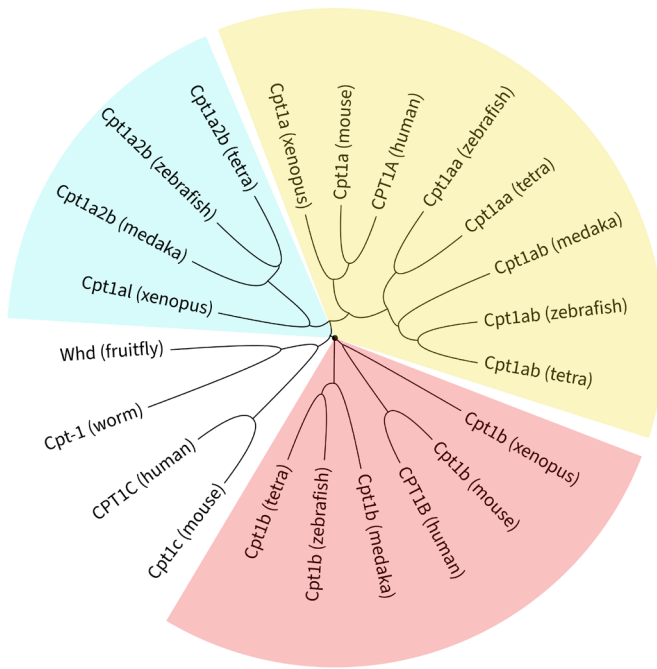 Cpt1a2b (tetra)
Cpt1a2b (zebrafish)
Cpt1a2b (medaka)
Cpt1al (xenopus)
Cpt1a (xenopus)
Cpt1a (mouse)
CPT1A (human)
Cpt1aa (zebrafish)
Cpt1aa (tetra)
Cpt1ab (medaka)
Cpt1ab (zebrafish)
Cpt1ab (tetra)
Cpt1b (xenopus)
Cpt1b (mouse)
CPT1B (human)
Cpt1b (medaka)
Cpt1b (zebrafish)
Cpt1b (tetra)
Cpt1c (mouse)
CPT1C (human)
Cpt-1 (worm)
Whd (fruitfly)